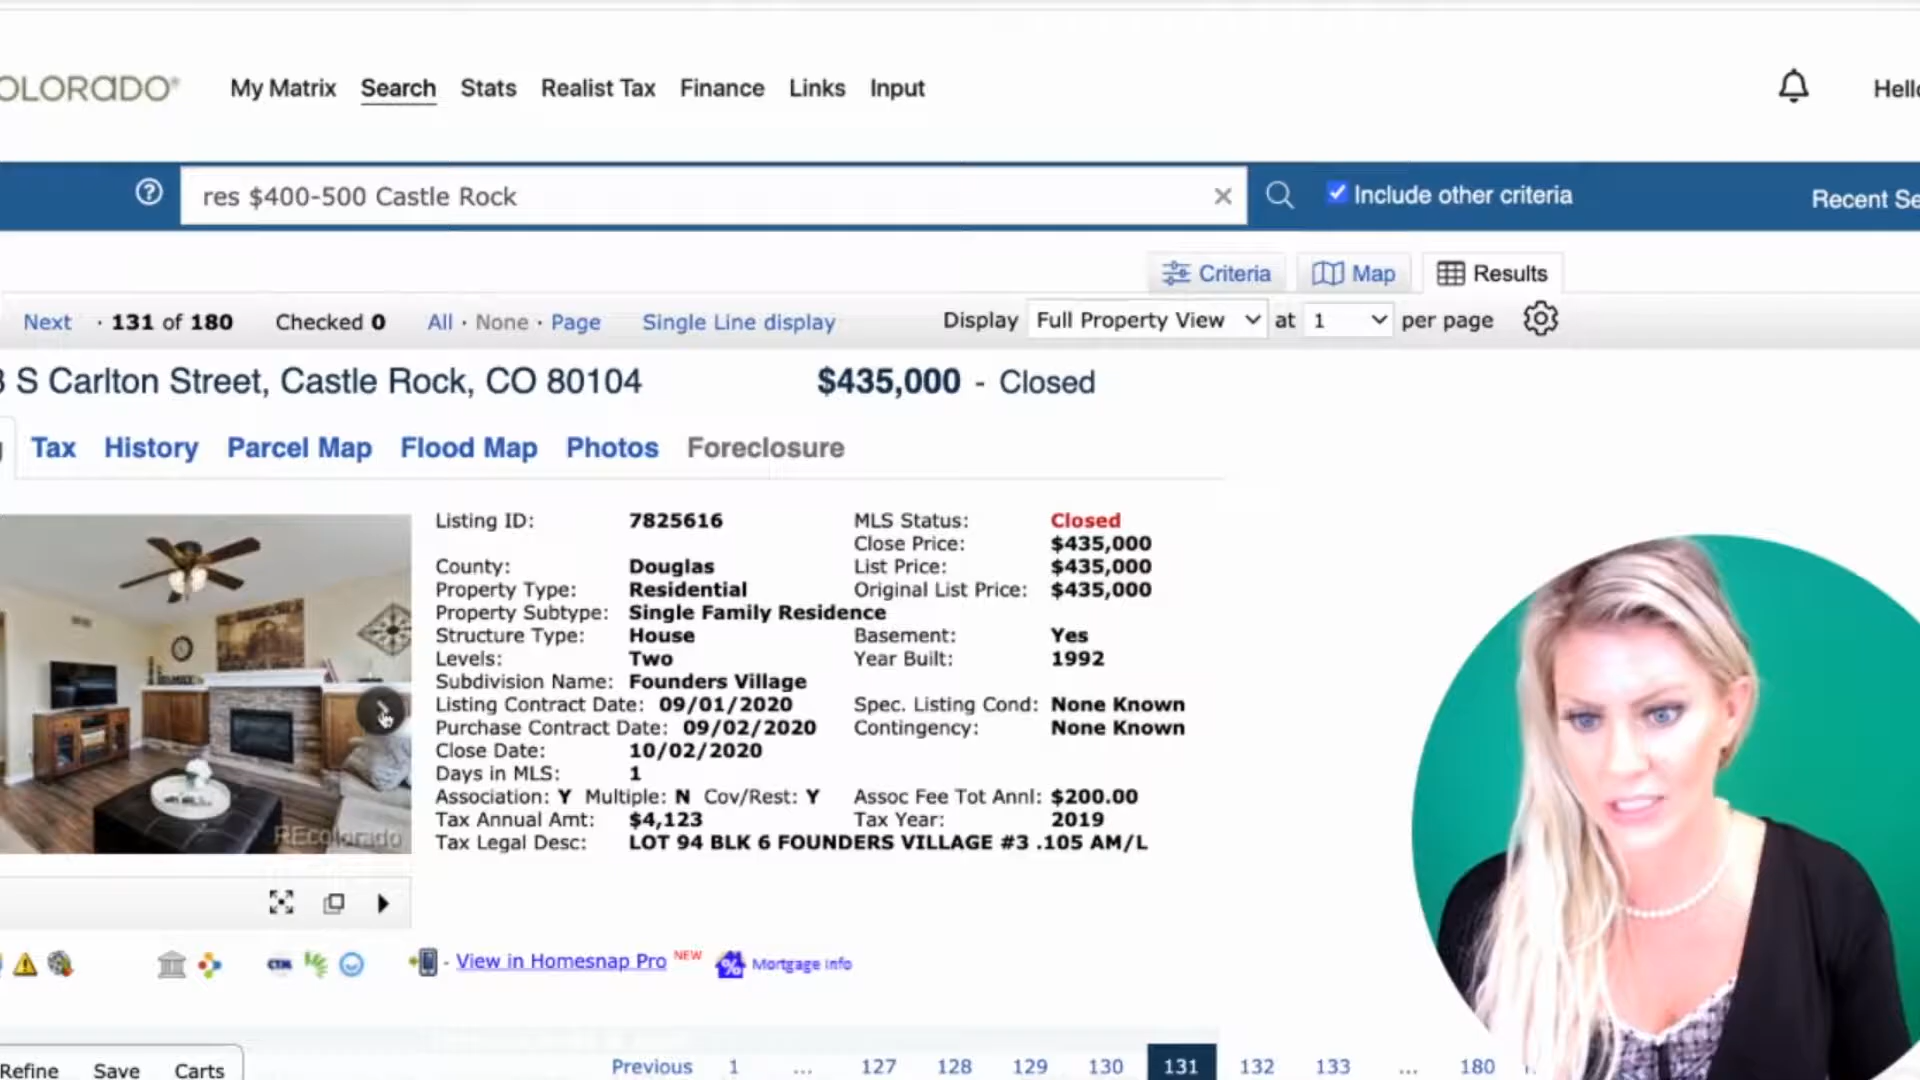 OLORADO®
My Matrix Search Stats Realist Tax Finance Links Input
Hello
res $400-500 Castle Rock
Include other criteria
Recent Se
Criteria Map Results
Next · 131 of 180 Checked 0 All · None · Page Single Line display
Display Full Property View at 1 per page
S Carlton Street, Castle Rock, CO 80104 $435,000 - Closed
Tax History Parcel Map Flood Map Photos Foreclosure
Listing ID: 7825616 MLS Status: Closed
Close Price: $435,000
County: Douglas List Price: $435,000
Property Type: Residential Original List Price: $435,000
Property Subtype: Single Family Residence
Structure Type: House Basement: Yes
Levels: Two Year Built: 1992
Subdivision Name: Founders Village
Listing Contract Date: 09/01/2020 Spec. Listing Cond: None Known
Purchase Contract Date: 09/02/2020 Contingency: None Known
Close Date: 10/02/2020
Days in MLS: 1
Association: Y Multiple: N Cov/Rest: Y Assoc Fee Tot Annl: $200.00
Tax Annual Amt: $4,123 Tax Year: 2019
Tax Legal Desc: LOT 94 BLK 6 FOUNDERS VILLAGE #3 .105 AM/L
REcolorado
CTM
- View in Homesnap Pro NEW Mortgage Info
Refine Save Carts
Previous 1 ... 127 128 129 130 131 132 133 ... 180